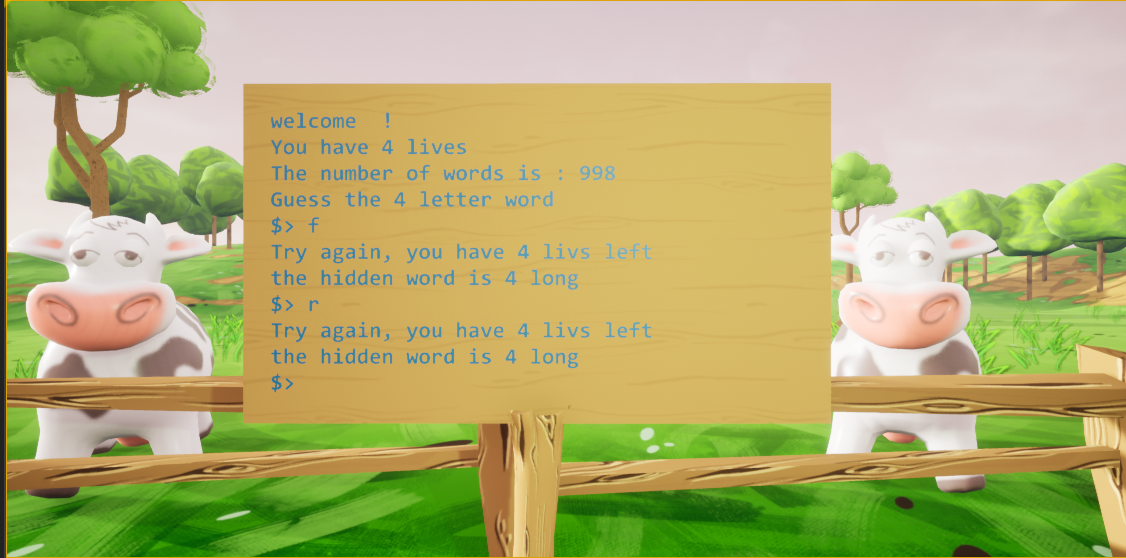 welcome  !
You have 4 lives
The number of words is : 998
Guess the 4 letter word
$> f
Try again, you have 4 livs left
the hidden word is 4 long
$> r
Try again, you have 4 livs left
the hidden word is 4 long
$>